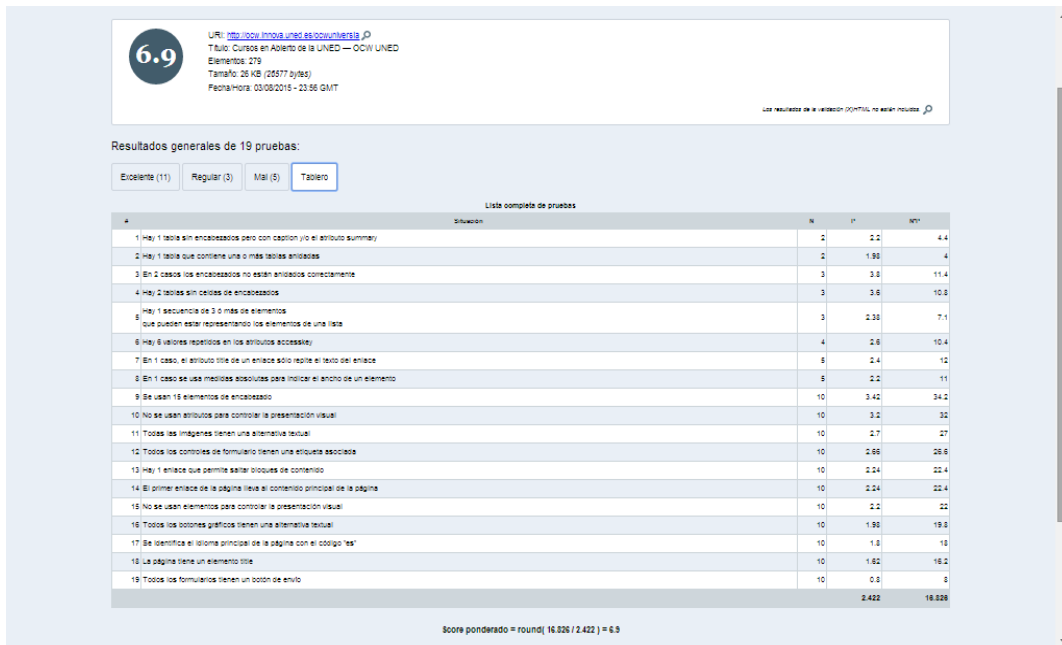 6.9
URI: http://ocw.innova.uned.es/ocwuniversia
Título: Cursos en Abierto de la UNED — OCW UNED
Elementos: 279
Tamaño: 26 KB (26577 bytes)
Fecha/Hora: 03/08/2015 - 23:56 GMT
Los resultados de la validación (X)HTML no están incluidos.
Resultados generales de 19 pruebas:
Excelente (11) Regular (3) Mal (5) Tablero
Lista completa de pruebas
# Situación N I* N*I*
1 Hay 1 tabla sin encabezados pero con caption y/o el atributo summary 2 2.2 4.4
2 Hay 1 tabla que contiene una o más tablas anidadas 2 1.98 4
3 En 2 casos los encabezados no están anidados correctamente 3 3.8 11.4
4 Hay 2 tablas sin celdas de encabezados 3 3.6 10.8
5 Hay 1 secuencia de 3 ó más de elementos
que pueden estar representando los elementos de una lista 3 2.38 7.1
6 Hay 6 valores repetidos en los atributos accesskey 4 2.6 10.4
7 En 1 caso, el atributo title de un enlace sólo repite el texto del enlace 5 2.4 12
8 En 1 caso se usa medidas absolutas para indicar el ancho de un elemento 5 2.2 11
9 Se usan 15 elementos de encabezado 10 3.42 34.2
10 No se usan atributos para controlar la presentación visual 10 3.2 32
11 Todas las imágenes tienen una alternativa textual 10 2.7 27
12 Todos los controles de formulario tienen una etiqueta asociada 10 2.66 26.6
13 Hay 1 enlace que permite saltar bloques de contenido 10 2.24 22.4
14 El primer enlace de la página lleva al contenido principal de la página 10 2.24 22.4
15 No se usan elementos para controlar la presentación visual 10 2.2 22
16 Todos los botones gráficos tienen una alternativa textual 10 1.98 19.8
17 Se identifica el idioma principal de la página con el código "es" 10 1.8 18
18 La página tiene un elemento title 10 1.62 16.2
19 Todos los formularios tienen un botón de envío 10 0.8 8
2.422 16.826
Score ponderado = round( 16.826 / 2.422 ) = 6.9